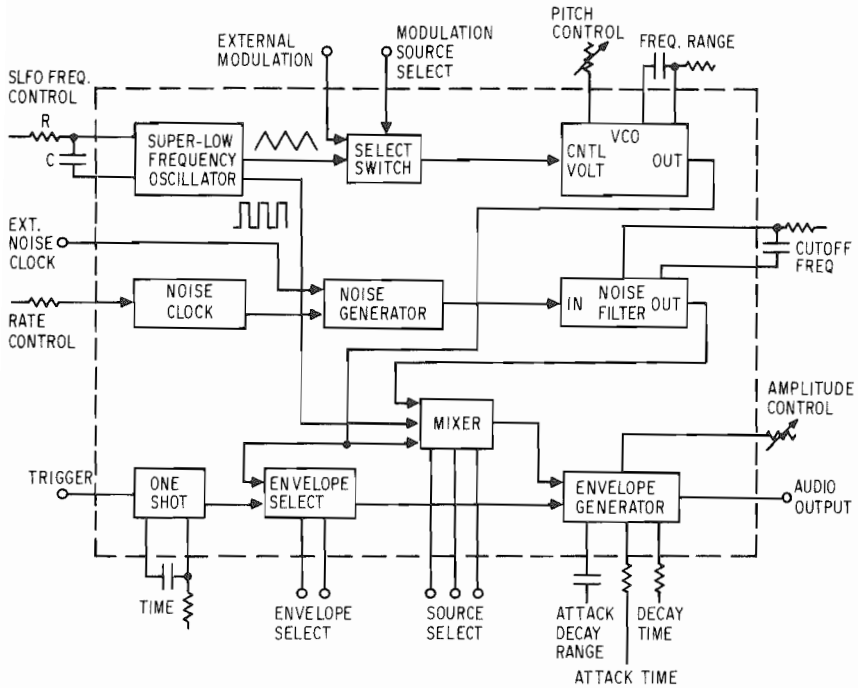 PITCH
CONTROL
EXTERNAL
MODULATION
MODULATION
SOURCE
SELECT
FREQ. RANGE
SLFO FREQ.
CONTROL
R
C
SUPER-LOW
FREQUENCY
OSCILLATOR
SELECT
SWITCH
VCO
CNTL
VOLT
OUT
EXT.
NOISE
CLOCK
CUTOFF
FREQ
NOISE
CLOCK
NOISE
GENERATOR
IN
NOISE
FILTER
OUT
RATE
CONTROL
AMPLITUDE
CONTROL
MIXER
TRIGGER
ONE
SHOT
ENVELOPE
SELECT
ENVELOPE
GENERATOR
AUDIO
OUTPUT
TIME
ENVELOPE
SELECT
SOURCE
SELECT
ATTACK
DECAY
RANGE
DECAY
TIME
ATTACK TIME